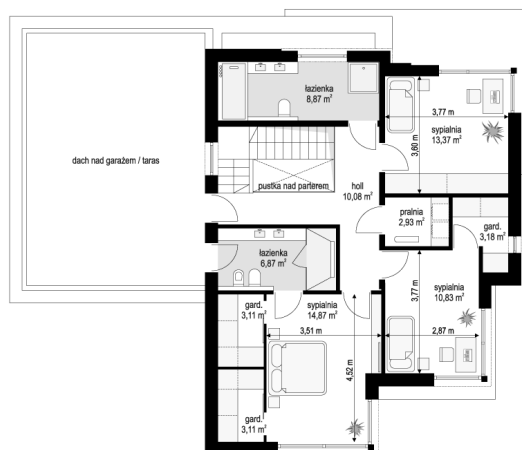 łazienka
8,87 m²
3,77 m
sypialnia
13,37 m²
3,60 m
dach nad garażem / taras
pustka nad parterem
holl
10,08 m²
pralnia
2,93 m²
gard.
3,18 m²
łazienka
6,87 m²
3,77 m
sypialnia
10,83 m²
2,87 m
gard.
3,11 m²
sypialnia
14,87 m²
3,51 m
4,52 m
gard.
3,11 m²